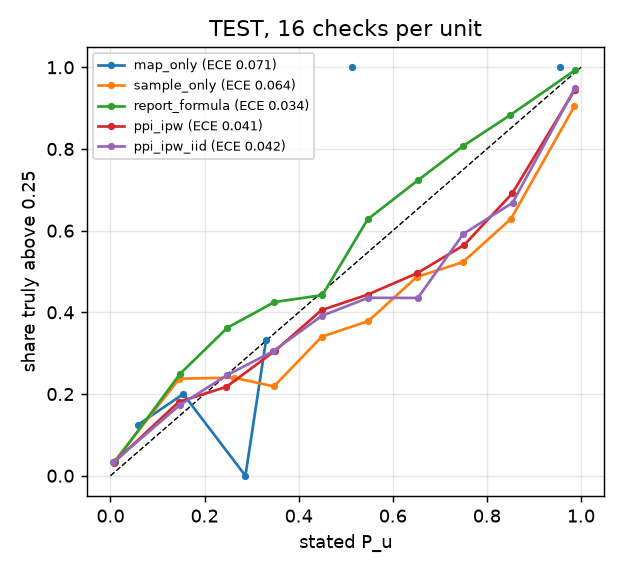 TEST, 16 checks per unit
map_only (ECE 0.071)
sample_only (ECE 0.064)
report_formula (ECE 0.034)
ppi_ipw (ECE 0.041)
ppi_ipw_iid (ECE 0.042)
share truly above 0.25
1.0
0.8
0.6
0.4
0.2
0.0
0.0 0.2 0.4 0.6 0.8 1.0
stated P_u